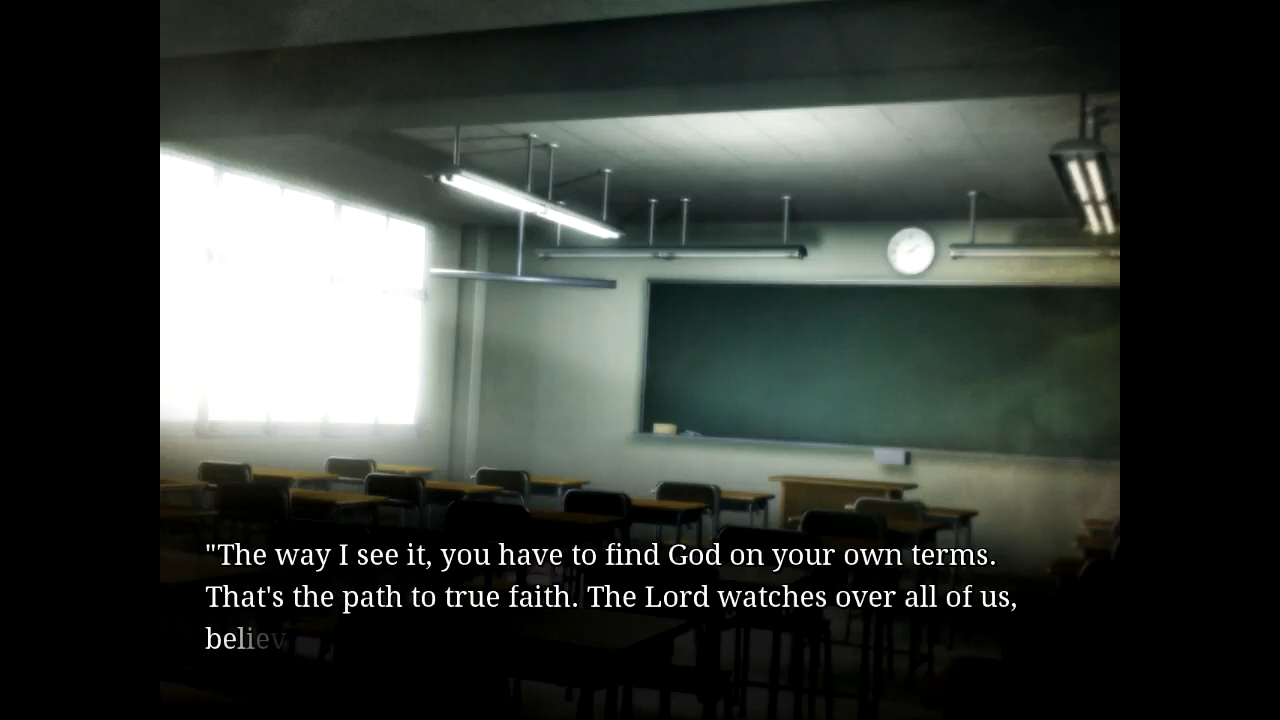 "The way I see it, you have to find God on your own terms.
That's the path to true faith. The Lord watches over all of us,
believ